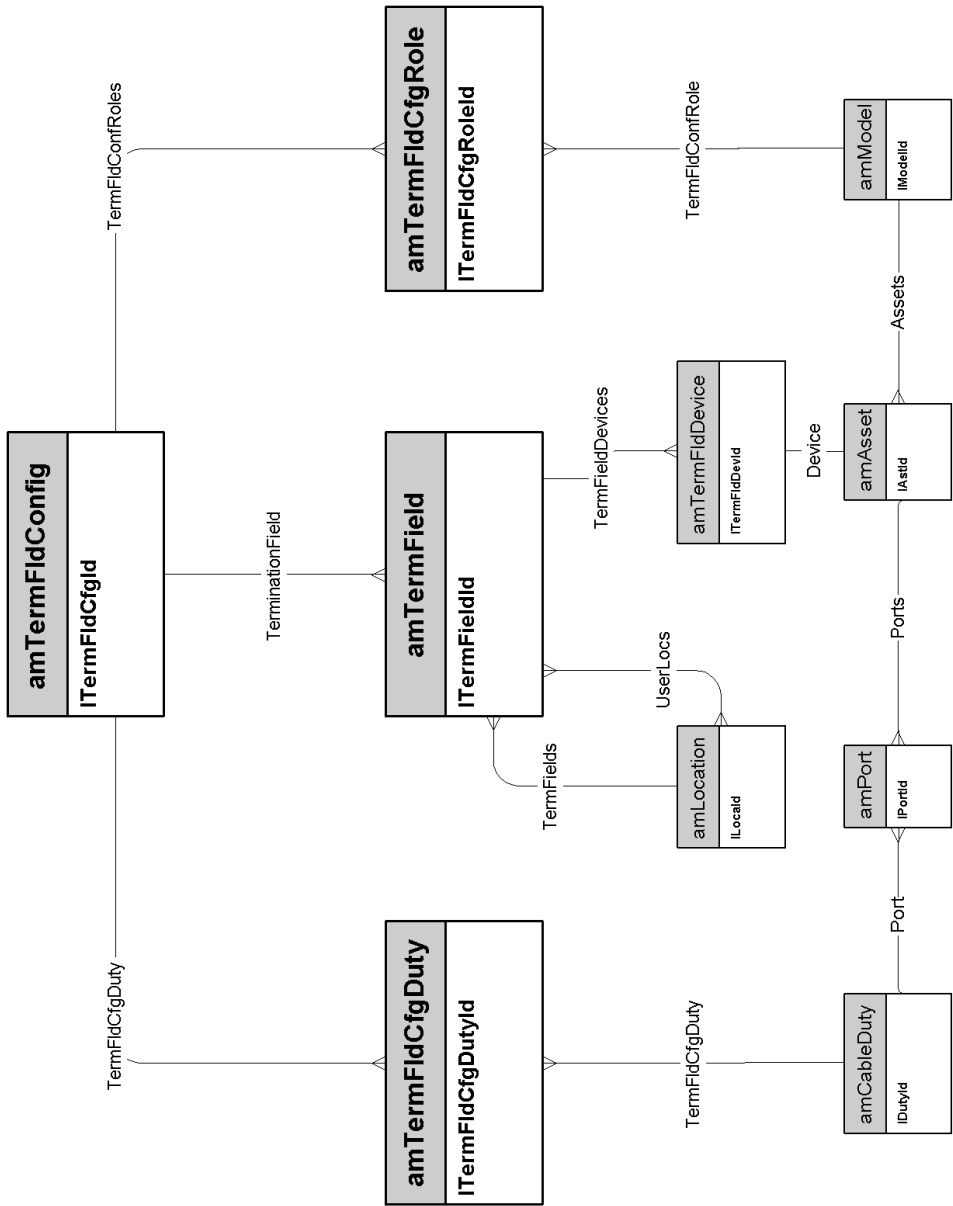 amTermFldConfig
lTermFldCfgId
TermFldCfgDuty
TermFldConfRoles
TerminationField
amTermFldCfgDuty
lTermFldCfgDutyId
amTermField
lTermFieldId
amTermFldCfgRole
lTermFldCfgRoleId
TermFields
UserLocs
TermFieldDevices
TermFldCfgDuty
TermFldConfRole
amLocation
lLocaId
amTermFldDevice
lTermFldDevId
Device
amCableDuty
lDutyId
Port
amPort
lPortId
Ports
amAsset
lAstId
Assets
amModel
lModelId